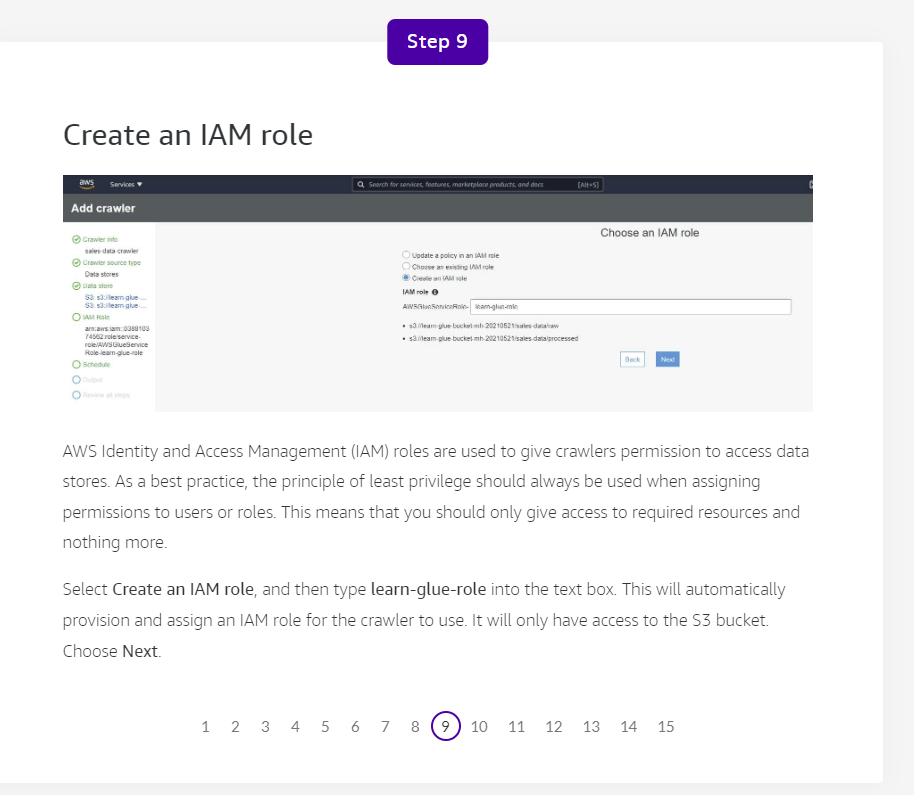 Step 9
Create an IAM role
aws Services ▼ Search for services, features, marketplace products, and docs [Alt+S]
Add crawler
Crawler info
sales-data crawler
Crawler source type
Data stores
Data store
S3: s3://learn-glue-...
S3: s3://learn-glue-...
IAM Role
arn:aws:iam::0388103
74562:role/service-
role/AWSGlueService
Role-learn-glue-role
Schedule
Output
Review all steps
Choose an IAM role
Update a policy in an IAM role
Choose an existing IAM role
Create an IAM role
IAM role
AWSGlueServiceRole- learn-glue-role
• s3://learn-glue-bucket-mh-20210521/sales-data/raw
• s3://learn-glue-bucket-mh-20210521/sales-data/processed
Back Next
AWS Identity and Access Management (IAM) roles are used to give crawlers permission to access data
stores. As a best practice, the principle of least privilege should always be used when assigning
permissions to users or roles. This means that you should only give access to required resources and
nothing more.
Select Create an IAM role, and then type learn-glue-role into the text box. This will automatically
provision and assign an IAM role for the crawler to use. It will only have access to the S3 bucket.
Choose Next.
1 2 3 4 5 6 7 8 9 10 11 12 13 14 15